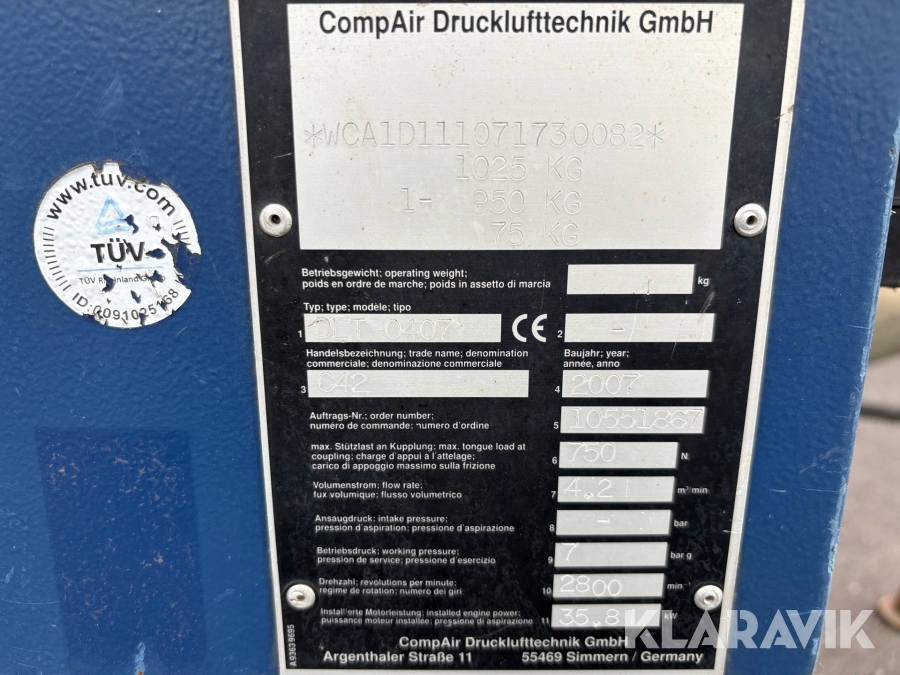 CompAir Drucklufttechnik GmbH
*WCA1D111071730082*
1025 KG
1- 950 KG
75 KG
www.tuv.com
TÜV
TÜV Rheinland
Betriebsgewicht; operating weight; kg
poids en ordre de marche; poids in assetto di marcia
Typ; type; modèle; tipo
1 DLT 0407 CE 2 -
Handelsbezeichnung; trade name; denomination
commerciale; denominazione commerciale
Baujahr; year;
année, anno
3 C42 4 2007
Auftrags-Nr.; order number;
numéro de commande; numero d'ordine
5 10551867
max. Stützlast an Kupplung; max. tongue load at
coupling; charge d'appui à l'attelage;
carico di appoggio massimo sulla frizione
6 750 N
Volumenstrom; flow rate;
fux volumique; flusso volumetrico
7 4.2 m³/min
Ansaugdruck; intake pressure;
pression d'aspiration; pressione d'aspirazione
8 - bar
Betriebsdruck; working pressure;
pression de service; pressione d'esercizio
9 7 bar g
Drehzahl; revolutions per minute;
regime de rotation; numero dei giri
10 2800 min⁻¹
Installierte Motorleistung; installed engine power;
puissance moteur installee; pressione di aspirazione
11 35.8 kW
CompAir Drucklufttechnik GmbH
Argenthaler Straße 11 55469 Simmern / Germany
A93639695
KLARAVIK